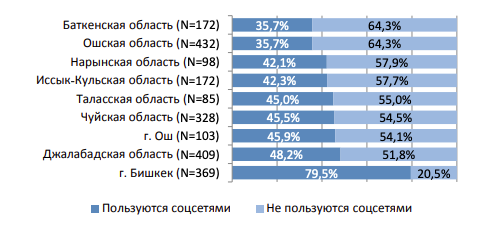 Баткенская область (N=172) 35,7% 64,3%
Ошская область (N=432) 35,7% 64,3%
Нарынская область (N=98) 42,1% 57,9%
Иссык-Кульская область (N=172) 42,3% 57,7%
Таласская область (N=85) 45,0% 55,0%
Чуйская область (N=328) 45,5% 54,5%
г. Ош (N=103) 45,9% 54,1%
Джалабадская область (N=409) 48,2% 51,8%
г. Бишкек (N=369) 79,5% 20,5%
Пользуются соцсетями Не пользуются соцсетями